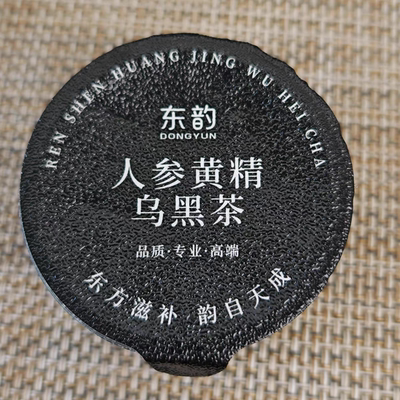 REN SHEN HUANG JING WU HEI CHA
东韵
DONGYUN
人参黄精
乌黑茶
品质·专业·高端
东方滋补 韵自天成